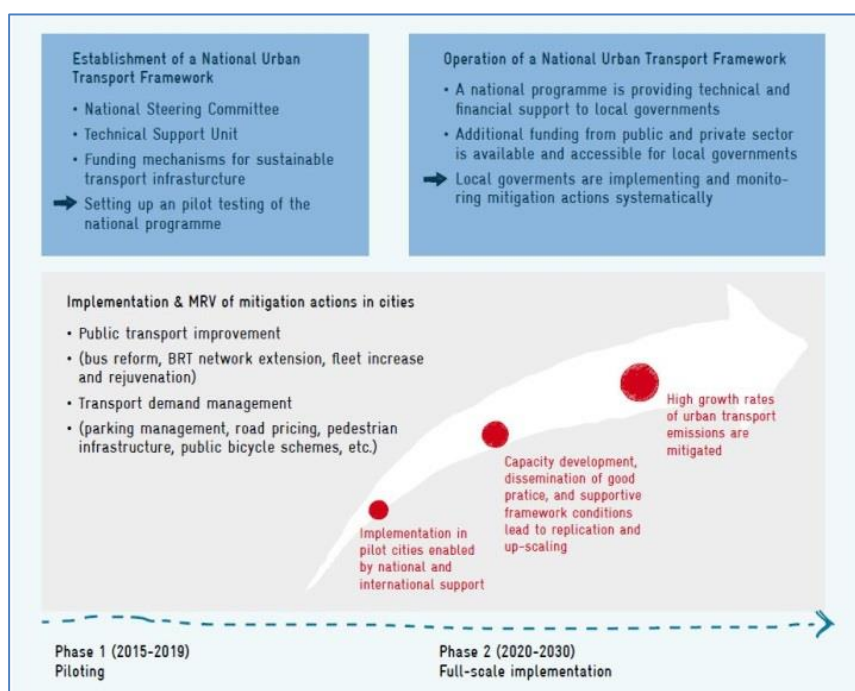 Establishment of a National Urban
Transport Framework
• National Steering Committee
• Technical Support Unit
• Funding mechanisms for sustainable
transport infrasturcture
Setting up an pilot testing of the
national programme
Operation of a National Urban Transport Framework
• A national programme is providing technical and
financial support to local governments
• Additional funding from public and private sector
is available and accessible for local governments
Local goverments are implementing and monito-
ring mitigation actions systematically
Implementation & MRV of mitigation actions in cities
• Public transport improvement
• (bus reform, BRT network extension, fleet increase
and rejuvenation)
• Transport demand management
• (parking management, road pricing, pedestrian
infrastructure, public bicycle schemes, etc.)
Implementation in
pilot cities enabled
by national and
international support
Capacity development,
dissemination of good
pratice, and supportive
framework conditions
lead to replication and
up-scaling
High growth rates
of urban transport
emissions are
mitigated
Phase 1 (2015-2019)
Piloting
Phase 2 (2020-2030)
Full-scale implementation